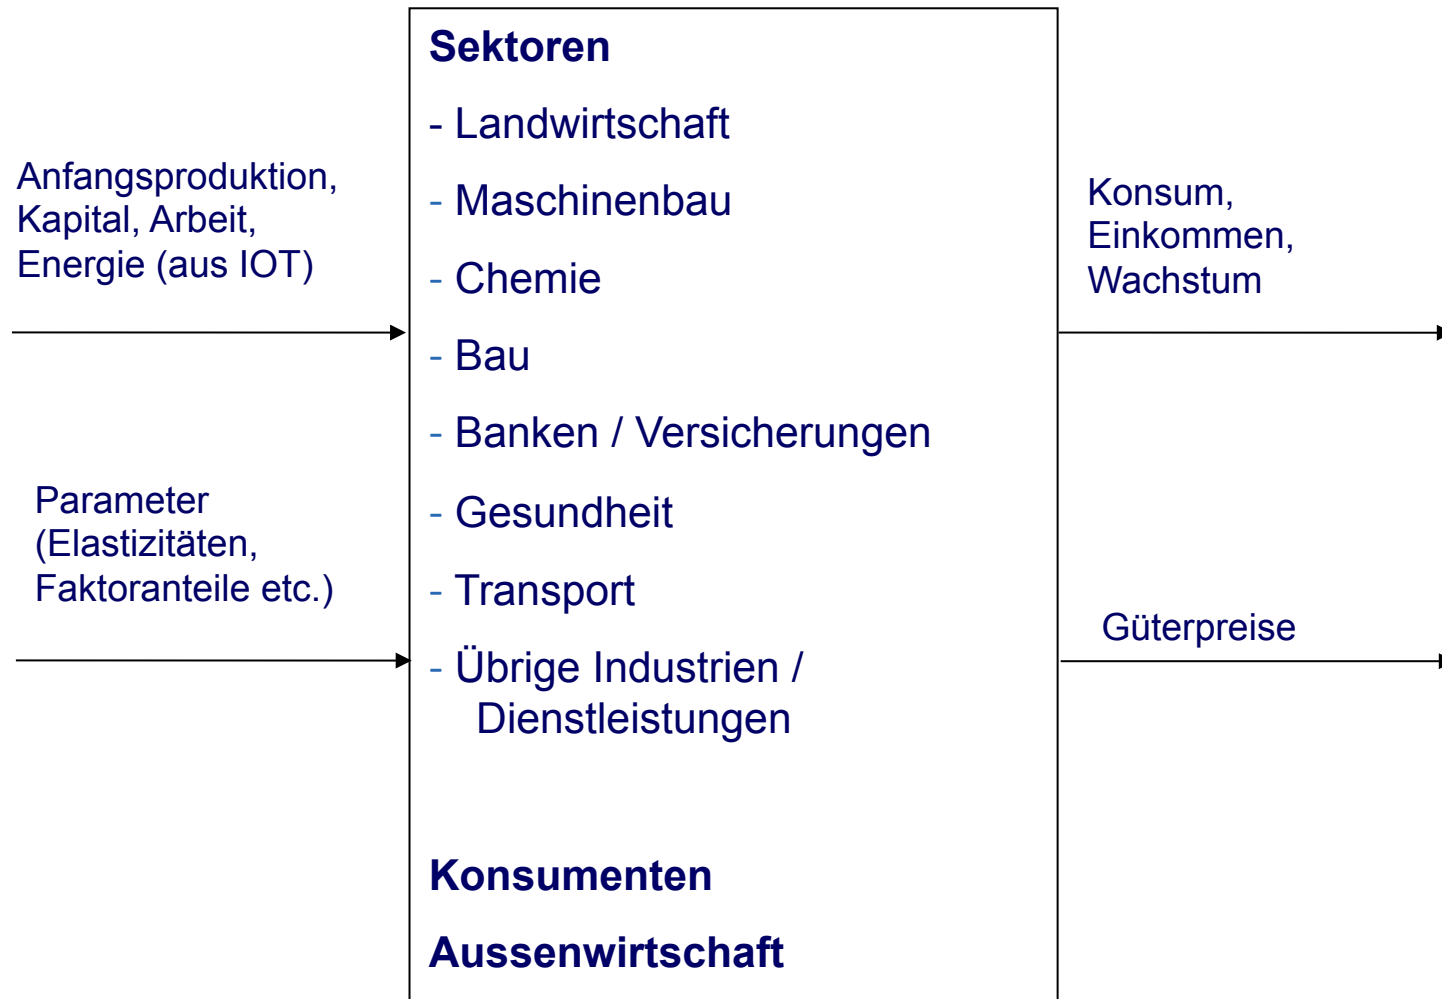 Anfangsproduktion,
Kapital, Arbeit,
Energie (aus IOT)
Parameter
(Elastizitäten,
Faktoranteile etc.)
Sektoren
- Landwirtschaft
- Maschinenbau
- Chemie
- Bau
- Banken / Versicherungen
- Gesundheit
- Transport
- Übrige Industrien /
Dienstleistungen
Konsumenten
Aussenwirtschaft
Konsum,
Einkommen,
Wachstum
Güterpreise